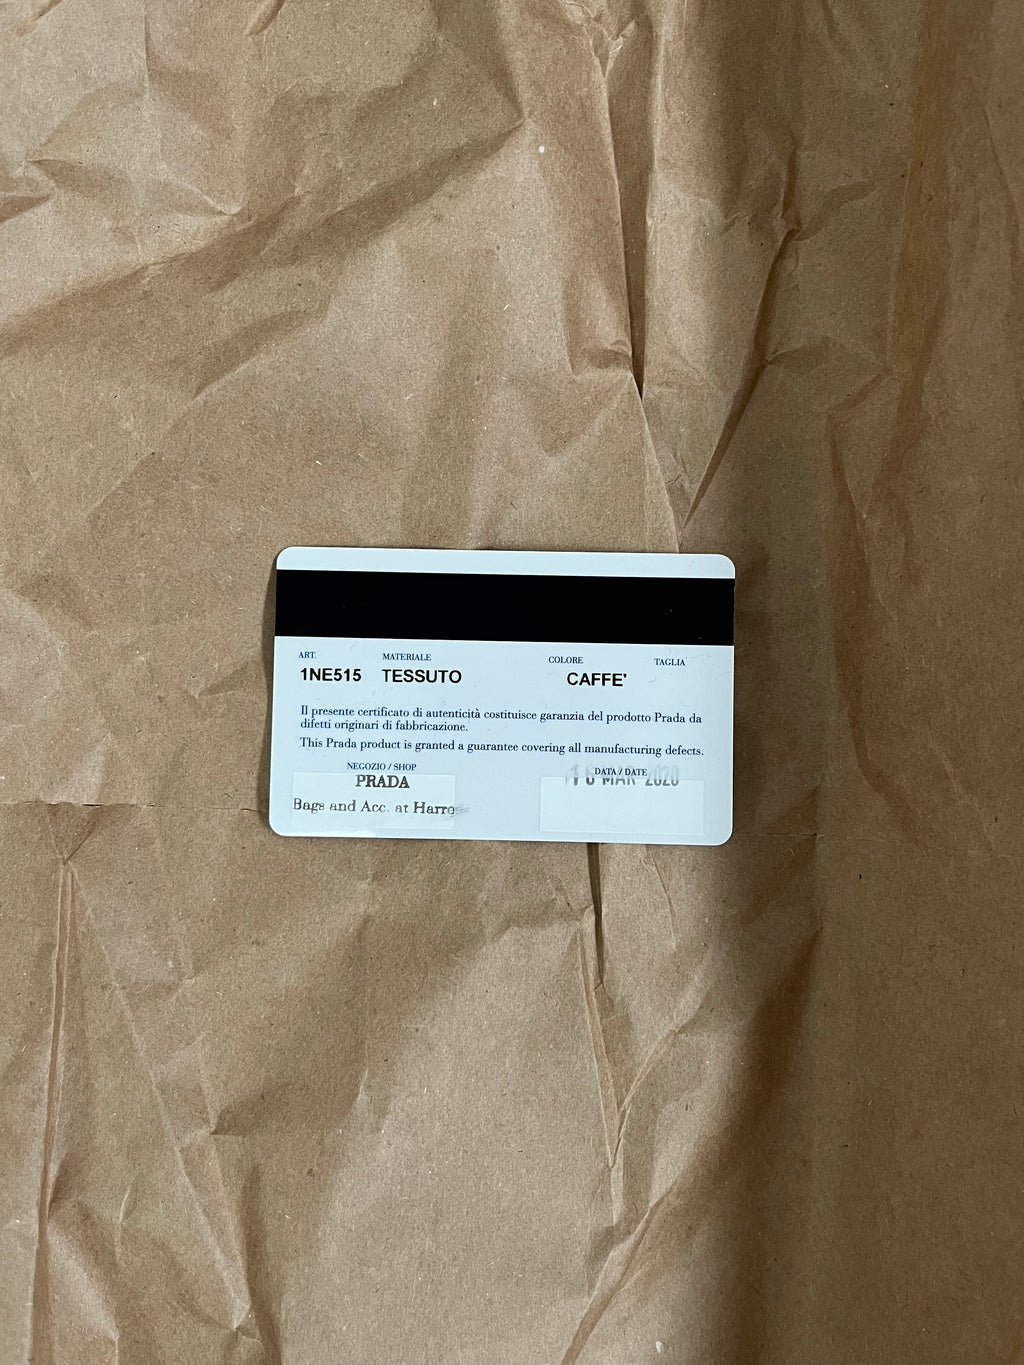 ART. MATERIALE COLORE TAGLIA
1NE515 TESSUTO CAFFE'
Il presente certificato di autenticità costituisce garanzia del prodotto Prada da
difetti originari di fabbricazione.
This Prada product is granted a guarantee covering all manufacturing defects.
NEGOZIO / SHOP DATA / DATE
PRADA MAR 2020
Bags and Acc. at Harro